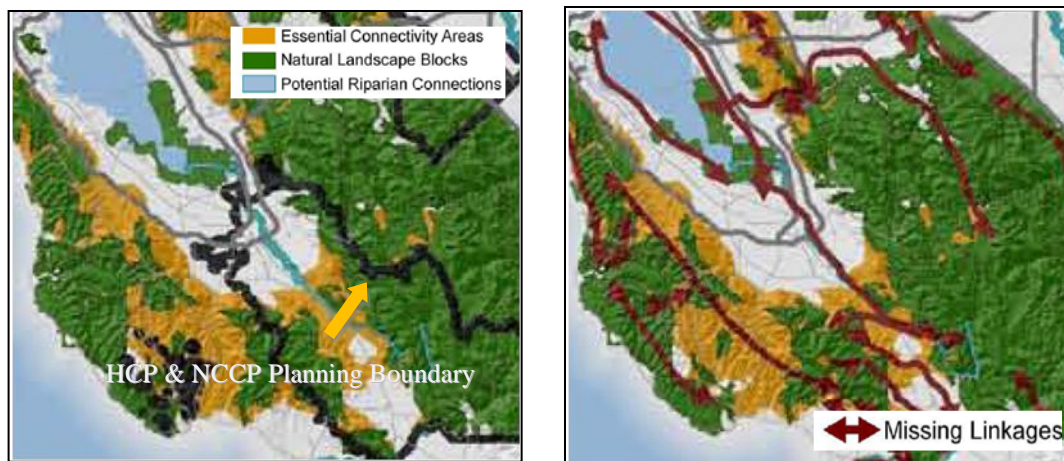 Essential Connectivity Areas
Natural Landscape Blocks
Potential Riparian Connections
HCP & NCCP Planning Boundary
Missing Linkages